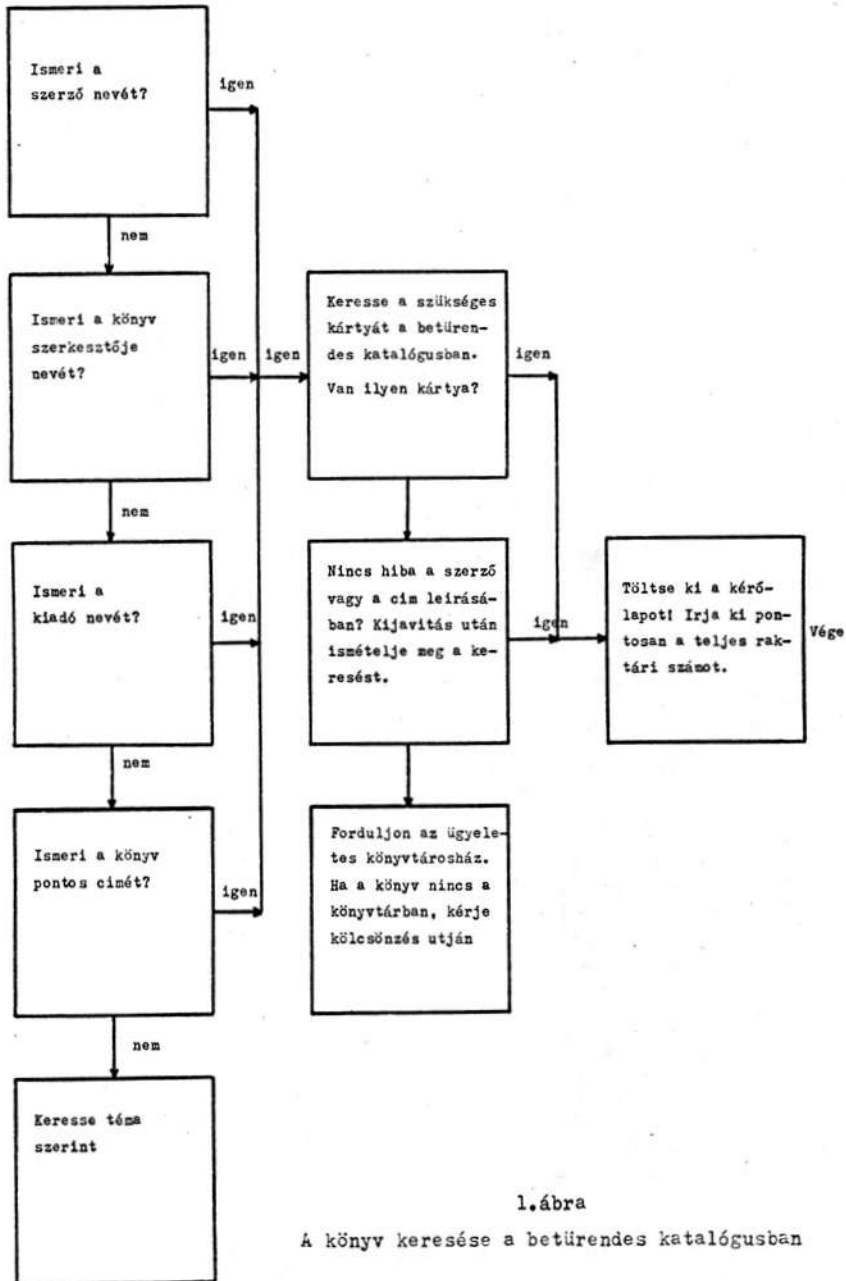 Ismeri a
szerző nevét?
igen
nem
Ismeri a könyv
szerkesztője
nevét?
igen
igen
nem
Ismeri a
kiadó nevét?
igen
nem
Ismeri a könyv
pontos cimét?
igen
nem
Keresse téma
szerint
Keresse a szükséges
kártyát a betüren-
des katalógusban.
Van ilyen kártya?
igen
Nincs hiba a szerző
vagy a cim leirásá-
ban? Kijavitás után
ismételje meg a ke-
resést.
igen
Forduljon az ügyele-
tes könyvtárosház.
Ha a könyv nincs a
könyvtárban, kérje
kölcsönzés utján
Töltse ki a kérő-
lapot! Irja ki pon-
tosan a teljes rak-
tári számot.
Vége
1.ábra
A könyv keresése a betürendes katalógusban